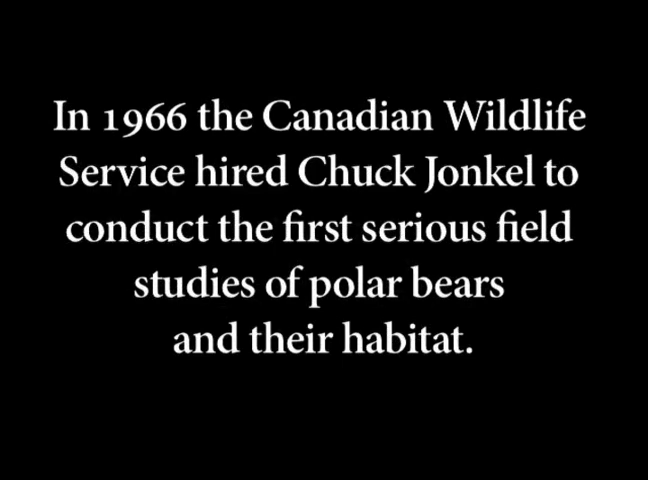 In 1966 the Canadian Wildlife
Service hired Chuck Jonkel to
conduct the first serious field
studies of polar bears
and their habitat.